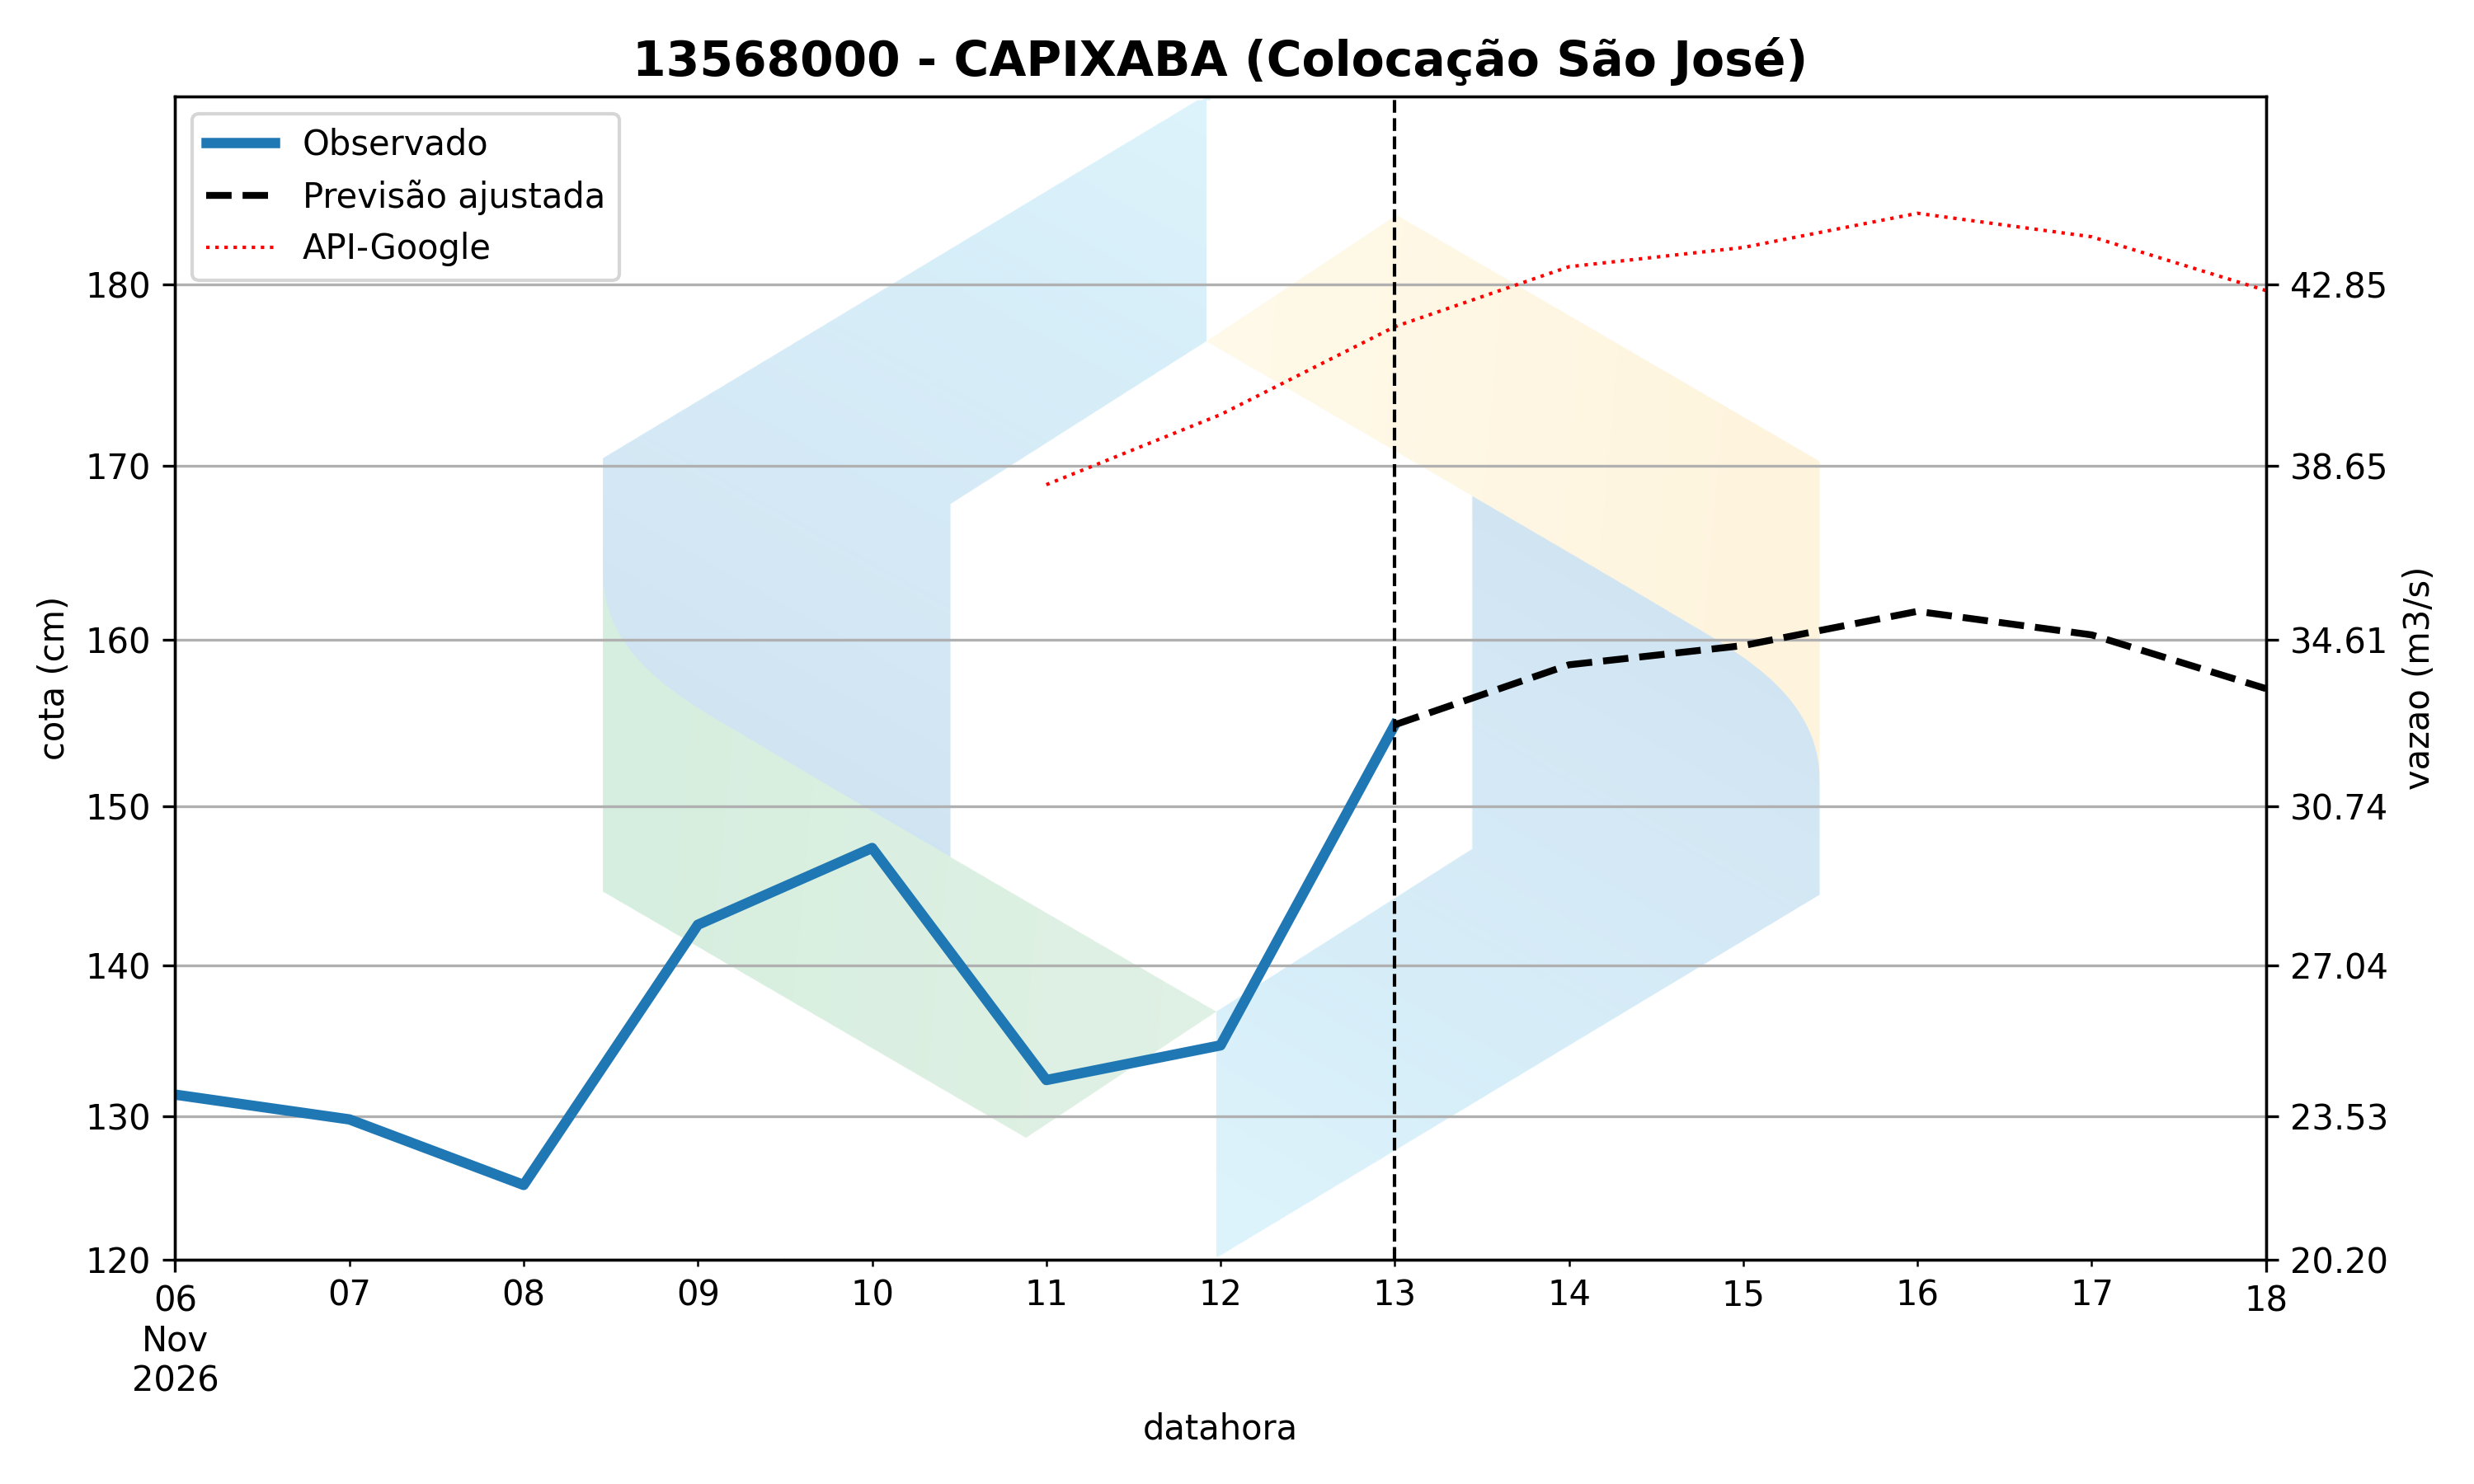 13568000 - CAPIXABA (Colocação São José)
Observado
Previsão ajustada
API-Google
cota (cm)
180
170
160
150
140
130
120
vazao (m3/s)
42.85
38.65
34.61
30.74
27.04
23.53
20.20
06 07 08 09 10 11 12 13 14 15 16 17 18
Nov
2026
datahora